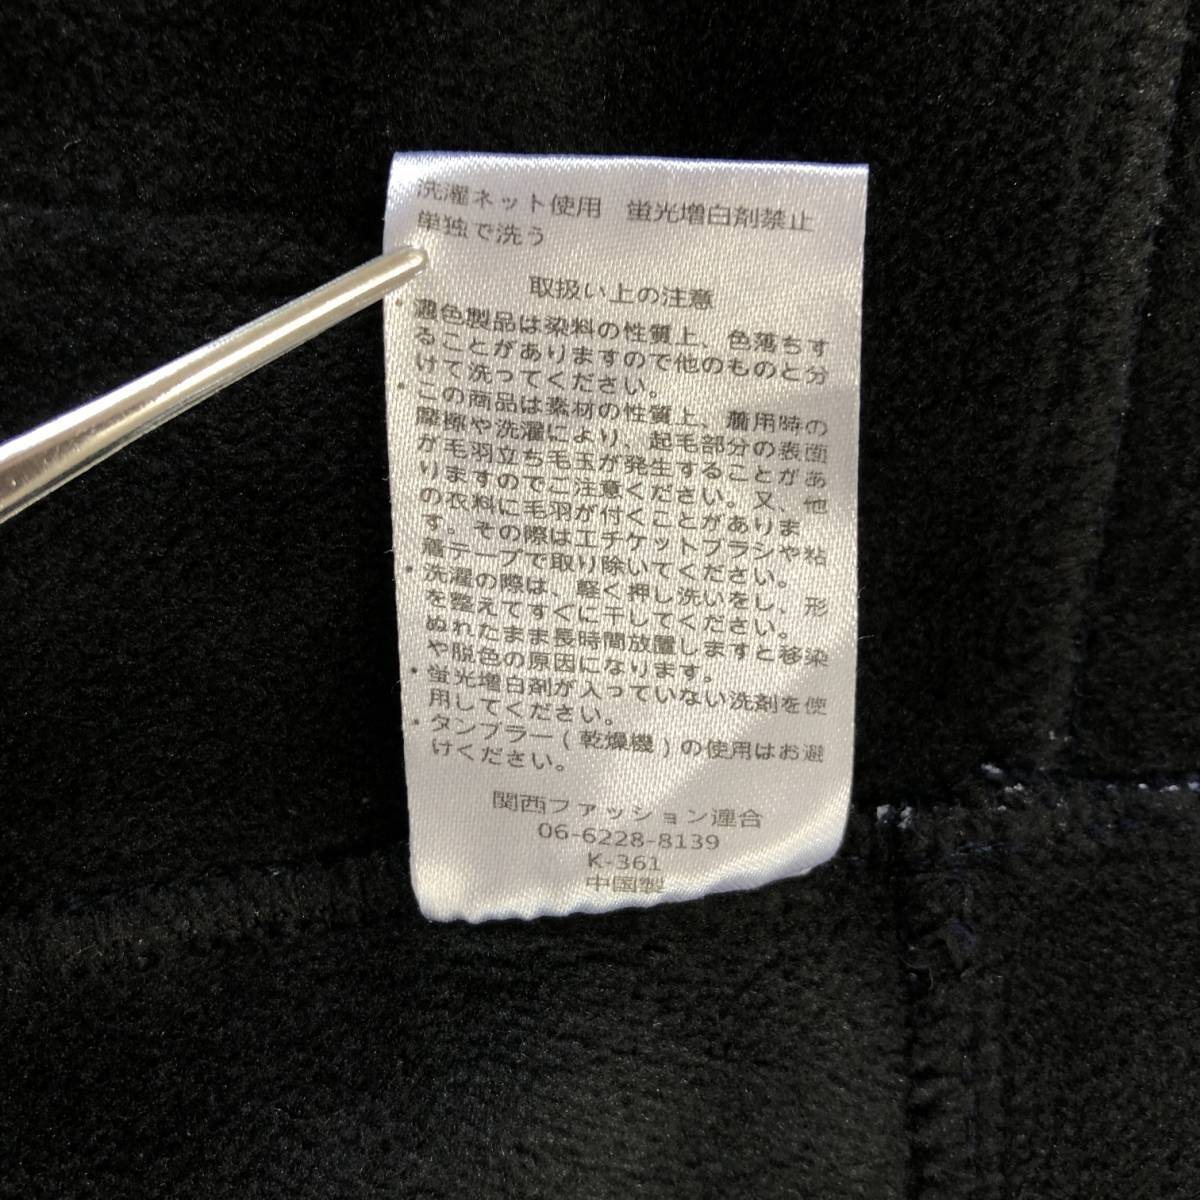 洗濯ネット使用 蛍光増白剤禁止
単独で洗う
取扱い上の注意
・濃色製品は染料の性質上、色落ちす
ることがありますので他のものと分
けて洗ってください。
・この商品は素材の性質上、着用時の
摩擦や洗濯により、起毛部分の表面
が毛羽立ち毛玉が発生することがあ
りますのでご注意ください。又、他
の衣料に毛羽が付くことがありま
す。その際はエチケットブラシや粘
着テープで取り除いてください。
・洗濯の際は、軽く押し洗いをし、形
を整えてすぐに干してください。
ぬれたまま長時間放置しますと移染
や脱色の原因になります。
・蛍光増白剤が入っていない洗剤を使
用してください。
・タンブラー(乾燥機)の使用はお避
けください。
関西ファッション連合
06-6228-8139
K-361
中国製